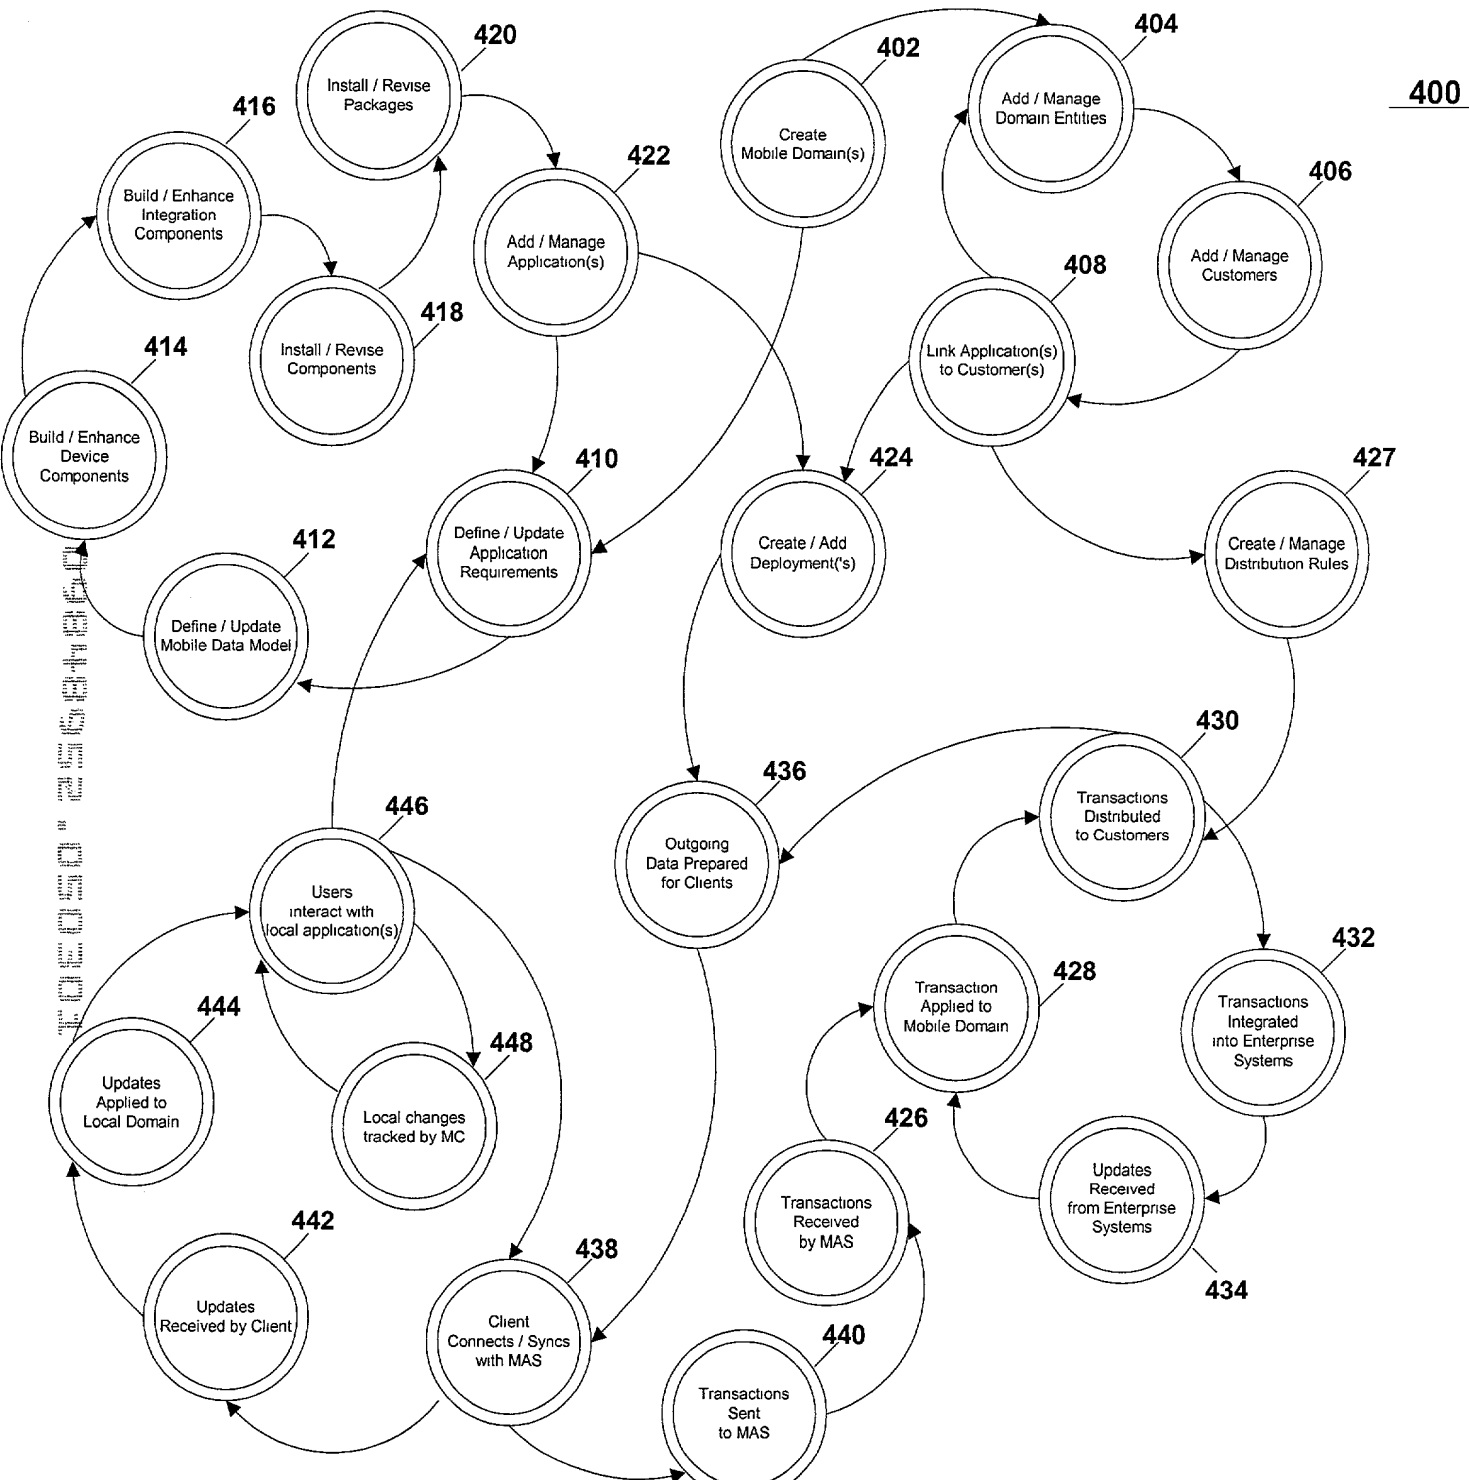 400
420
Install / Revise
Packages
402
Create
Mobile Domain(s)
404
Add / Manage
Domain Entities
416
Build / Enhance
Integration
Components
422
Add / Manage
Application(s)
406
Add / Manage
Customers
418
Install / Revise
Components
408
Link Application(s)
to Customer(s)
414
Build / Enhance
Device
Components
410
Define / Update
Application
Requirements
424
Create / Add
Deployment('s)
427
Create / Manage
Distribution Rules
412
Define / Update
Mobile Data Model
430
Transactions
Distributed
to Customers
436
Outgoing
Data Prepared
for Clients
446
Users
interact with
local application(s)
432
Transactions
Integrated
into Enterprise
Systems
428
Transaction
Applied to
Mobile Domain
444
Updates
Applied to
Local Domain
448
Local changes
tracked by MC
426
Transactions
Received
by MAS
434
Updates
Received
from Enterprise
Systems
442
Updates
Received by Client
438
Client
Connects / Syncs
with MAS
440
Transactions
Sent
to MAS
09848952.050301